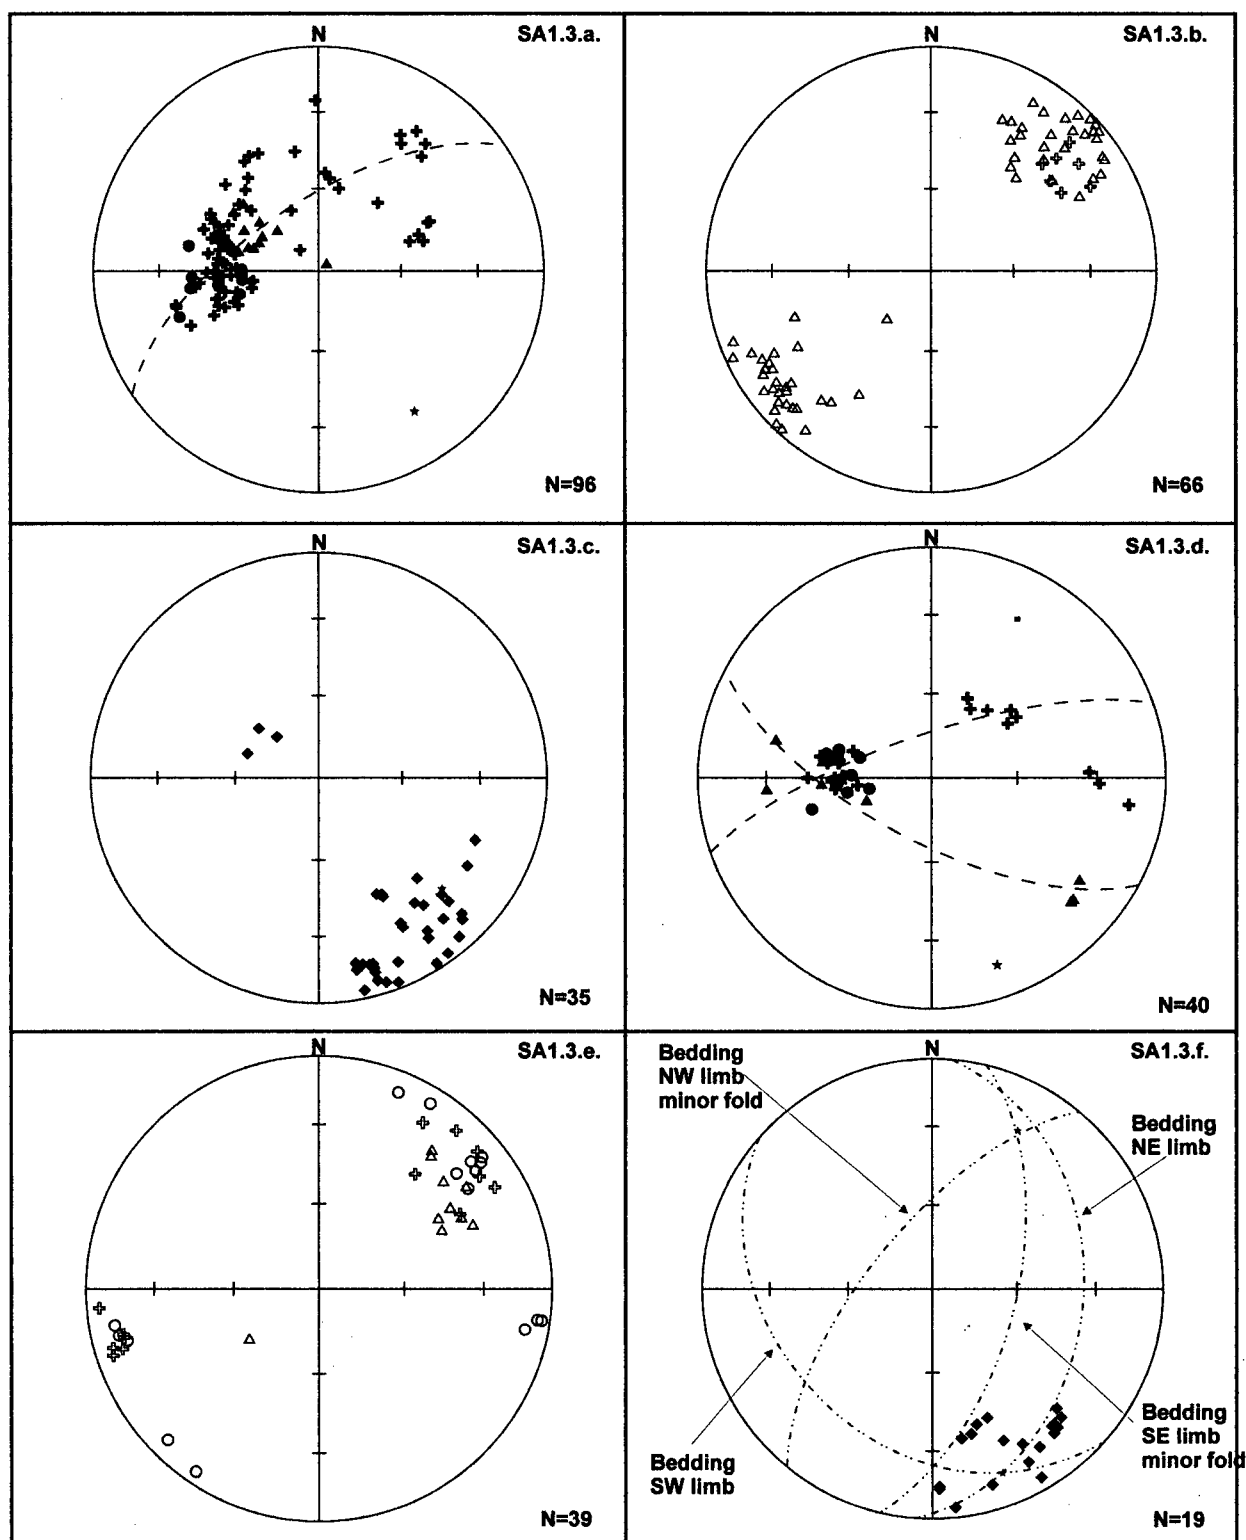 N
SA1.3.a.
N=96
N
SA1.3.b.
N=66
N
SA1.3.c.
N=35
N
SA1.3.d.
N=40
N
SA1.3.e.
N=39
N
SA1.3.f.
Bedding
NW limb
minor fold
Bedding
NE limb
Bedding
SW limb
Bedding
SE limb
minor fold
N=19